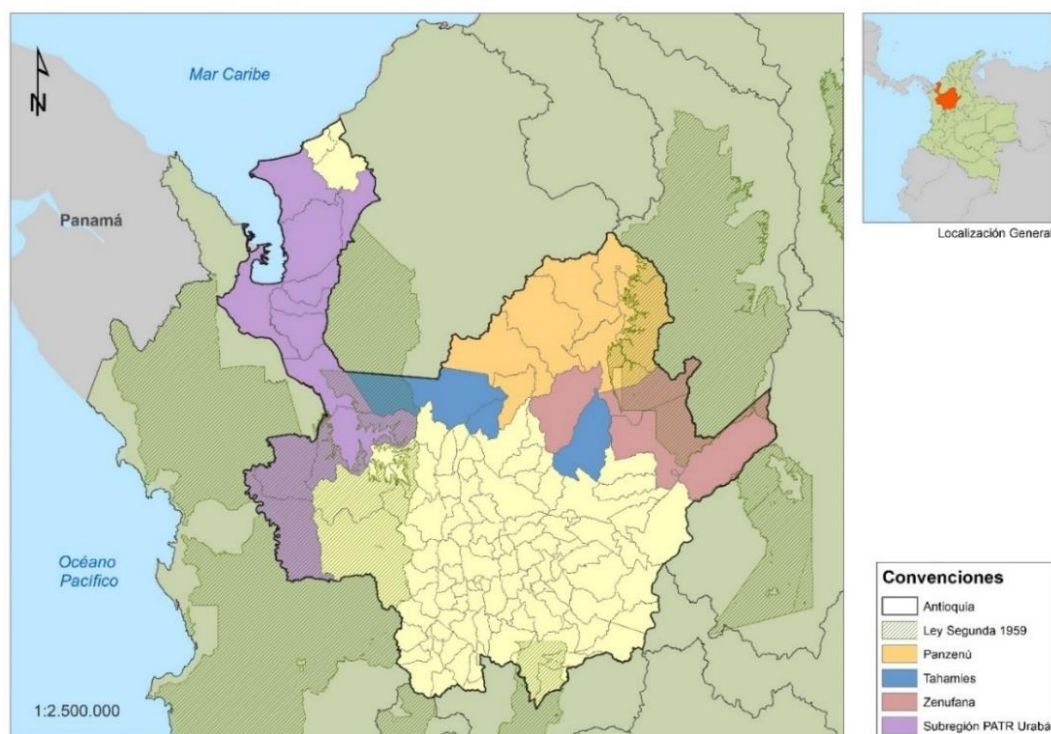 Mar Caribe
N
Panamá
Localización General
Océano
Pacífico
1:2.500.000
Convenciones
Antioquia
Ley Segunda 1959
Panzenú
Tahamies
Zenufana
Subregión PATR Urabá